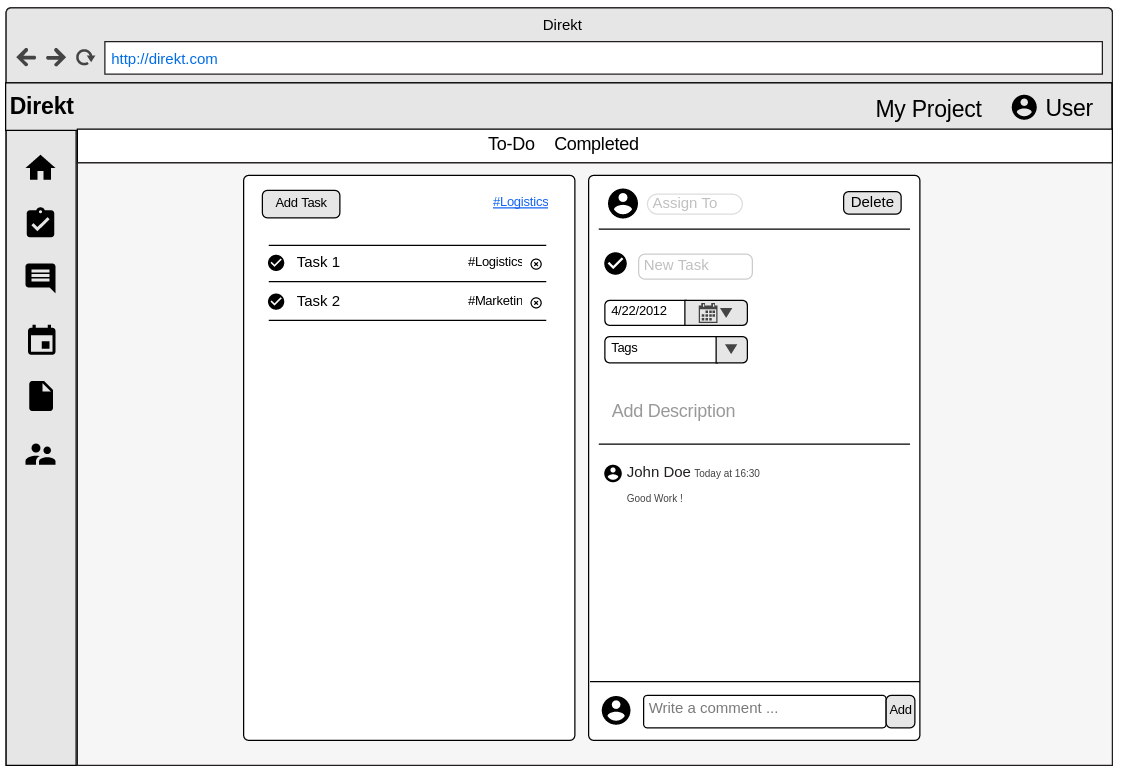 Direkt
http://direkt.com
Direkt
My Project
User
To-Do
Completed
Add Task
#Logistics
Task 1
#Logistics
Task 2
#Marketin
Assign To
Delete
New Task
4/22/2012
Tags
Add Description
John Doe Today at 16:30
Good Work !
Write a comment ...
Add